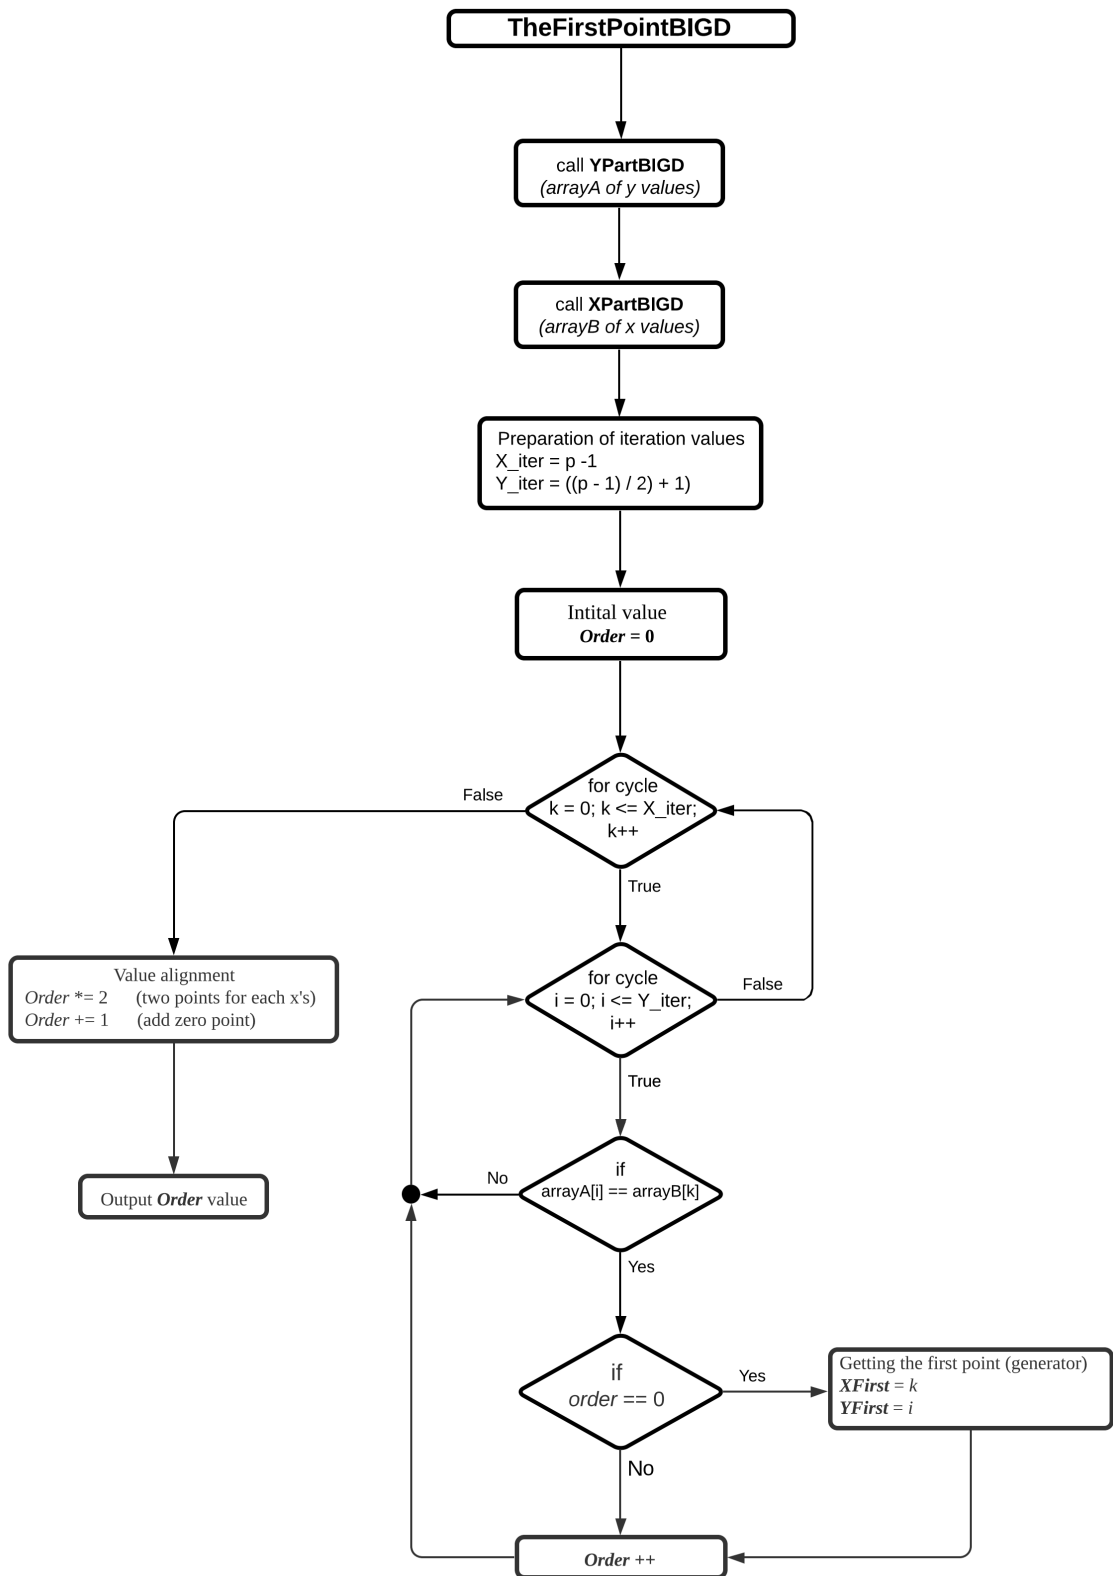 TheFirstPointBIGD
call YPartBIGD
(arrayA of y values)
call XPartBIGD
(arrayB of x values)
Preparation of iteration values
X_iter = p -1
Y_iter = ((p - 1) / 2) + 1)
Intital value
Order = 0
for cycle
k = 0; k <= X_iter;
k++
False
True
for cycle
i = 0; i <= Y_iter;
i++
False
True
Value alignment
Order *= 2 (two points for each x's)
Order += 1 (add zero point)
Output Order value
if
arrayA[i] == arrayB[k]
No
Yes
if
order == 0
Yes
No
Getting the first point (generator)
XFirst = k
YFirst = i
Order ++